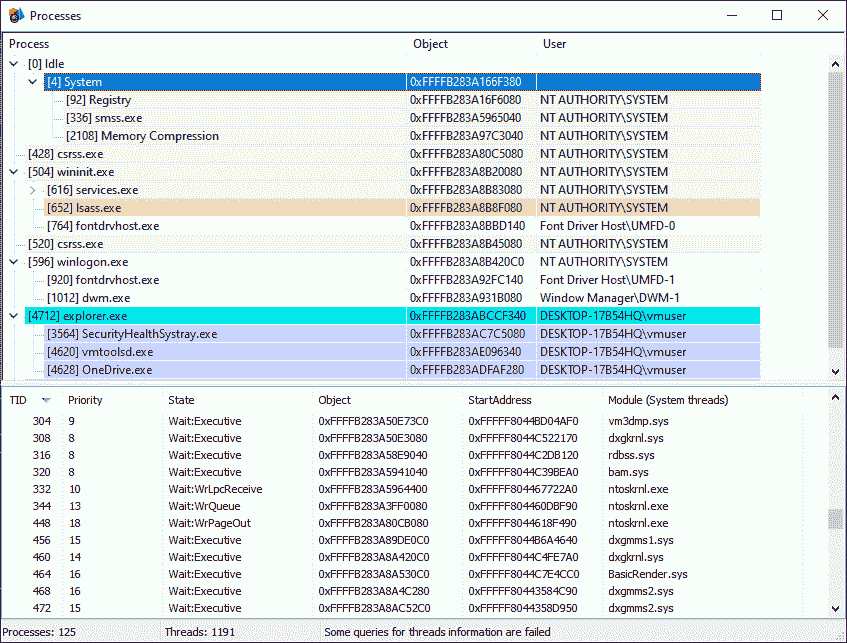 Processes
Process Object User
[0] Idle
[4] System 0xFFFFB283A166F380
[92] Registry 0xFFFFB283A16F6080 NT AUTHORITY\SYSTEM
[336] smss.exe 0xFFFFB283A5965040 NT AUTHORITY\SYSTEM
[2108] Memory Compression 0xFFFFB283A97C3040 NT AUTHORITY\SYSTEM
[428] csrss.exe 0xFFFFB283A80C5080 NT AUTHORITY\SYSTEM
[504] wininit.exe 0xFFFFB283A8B20080 NT AUTHORITY\SYSTEM
[616] services.exe 0xFFFFB283A8B83080 NT AUTHORITY\SYSTEM
[652] lsass.exe 0xFFFFB283A8B8F080 NT AUTHORITY\SYSTEM
[764] fontdrvhost.exe 0xFFFFB283A8BBD140 Font Driver Host\UMFD-0
[520] csrss.exe 0xFFFFB283A8B45080 NT AUTHORITY\SYSTEM
[596] winlogon.exe 0xFFFFB283A8B420C0 NT AUTHORITY\SYSTEM
[920] fontdrvhost.exe 0xFFFFB283A92FC140 Font Driver Host\UMFD-1
[1012] dwm.exe 0xFFFFB283A931B080 Window Manager\DWM-1
[4712] explorer.exe 0xFFFFB283ABCCF340 DESKTOP-17B54HQ\vmuser
[3564] SecurityHealthSystray.exe 0xFFFFB283AC7C5080 DESKTOP-17B54HQ\vmuser
[4620] vmtoolsd.exe 0xFFFFB283AE096340 DESKTOP-17B54HQ\vmuser
[4628] OneDrive.exe 0xFFFFB283ADFAF280 DESKTOP-17B54HQ\vmuser
TID Priority State Object StartAddress Module (System threads)
304 9 Wait:Executive 0xFFFFB283A50E73C0 0xFFFFF8044BD04AF0 vm3dmp.sys
308 8 Wait:Executive 0xFFFFB283A50E3080 0xFFFFF8044C522170 dxgkrnl.sys
316 8 Wait:Executive 0xFFFFB283A58E9040 0xFFFFF8044C2DB120 rdbss.sys
320 8 Wait:Executive 0xFFFFB283A5941040 0xFFFFF8044C39BEA0 bam.sys
332 10 Wait:WrLpcReceive 0xFFFFB283A5964400 0xFFFFF804467722A0 ntoskrnl.exe
344 13 Wait:WrQueue 0xFFFFB283A3FF0080 0xFFFFF804460DBF90 ntoskrnl.exe
448 18 Wait:WrPageOut 0xFFFFB283A80CB080 0xFFFFF8044618F490 ntoskrnl.exe
456 15 Wait:Executive 0xFFFFB283A89DE0C0 0xFFFFF8044B6A4640 dxgmms1.sys
460 14 Wait:Executive 0xFFFFB283A8A420C0 0xFFFFF8044C4FE7A0 dxgkrnl.sys
464 16 Wait:Executive 0xFFFFB283A8A530C0 0xFFFFF8044C7E4CC0 BasicRender.sys
468 16 Wait:Executive 0xFFFFB283A8A4C280 0xFFFFF80443584C90 dxgmms2.sys
472 15 Wait:Executive 0xFFFFB283A8AC52C0 0xFFFFF8044358D950 dxgmms2.sys
Processes: 125 Threads: 1191 Some queries for threads information are failed